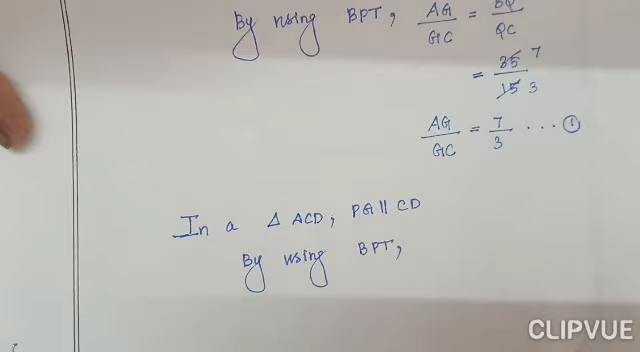 By using BPT, AG/GC = BQ/QC
= 35/15 7/3
AG/GC = 7/3 ... ①
In a Δ ACD, PG || CD
By using BPT,
CLIPVUE